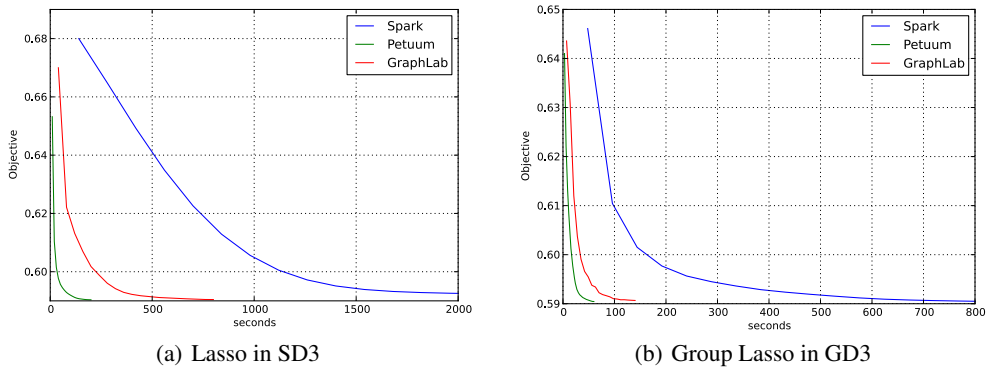 Spark
Petuum
GraphLab
0.68
0.66
0.64
0.62
0.60
Objective
0
500
1000
1500
2000
seconds
(a) Lasso in SD3
Spark
Petuum
GraphLab
0.65
0.64
0.63
0.62
0.61
0.60
0.59
Objective
0
100
200
300
400
500
600
700
800
seconds
(b) Group Lasso in GD3